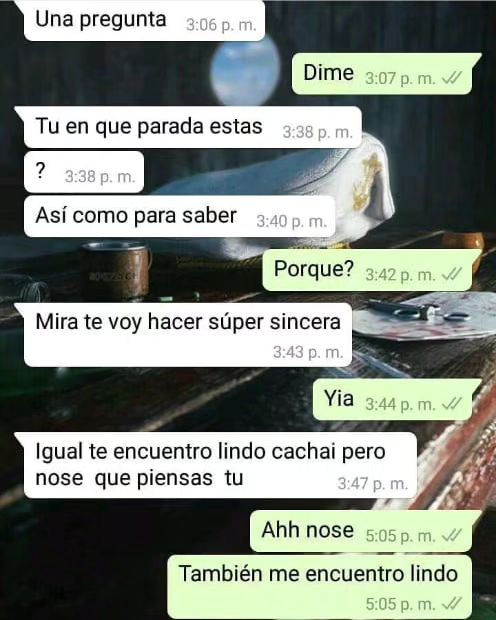 Una pregunta 3:06 p. m.
Dime 3:07 p. m.
Tu en que parada estas 3:38 p. m.
? 3:38 p. m.
Así como para saber 3:40 p. m.
Porque? 3:42 p. m.
Mira te voy hacer súper sincera
3:43 p. m.
Yia 3:44 p. m.
Igual te encuentro lindo cachai pero
nose que piensas tu 3:47 p. m.
Ahh nose 5:05 p. m.
También me encuentro lindo
5:05 p. m.